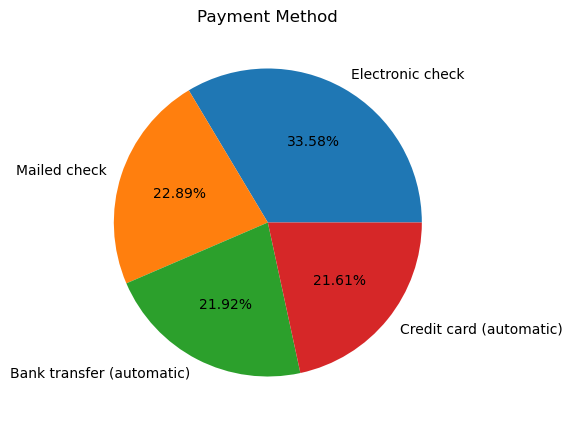 Payment Method
Electronic check
33.58%
Mailed check
22.89%
21.92%
21.61%
Credit card (automatic)
Bank transfer (automatic)